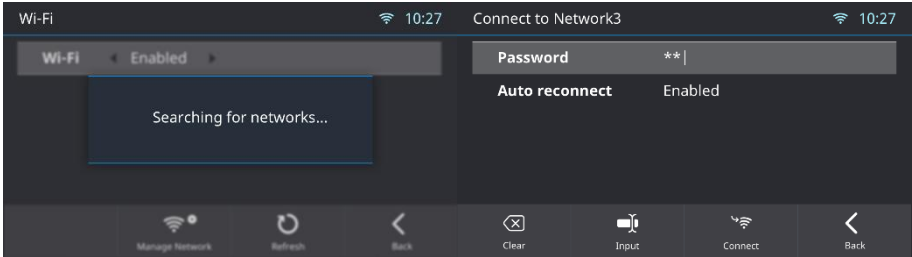 Wi-Fi 10:27
Wi-Fi Enabled
Searching for networks...
Manage Network Refresh Back
Connect to Network3 10:27
Password **|
Auto reconnect Enabled
Clear Input Connect Back